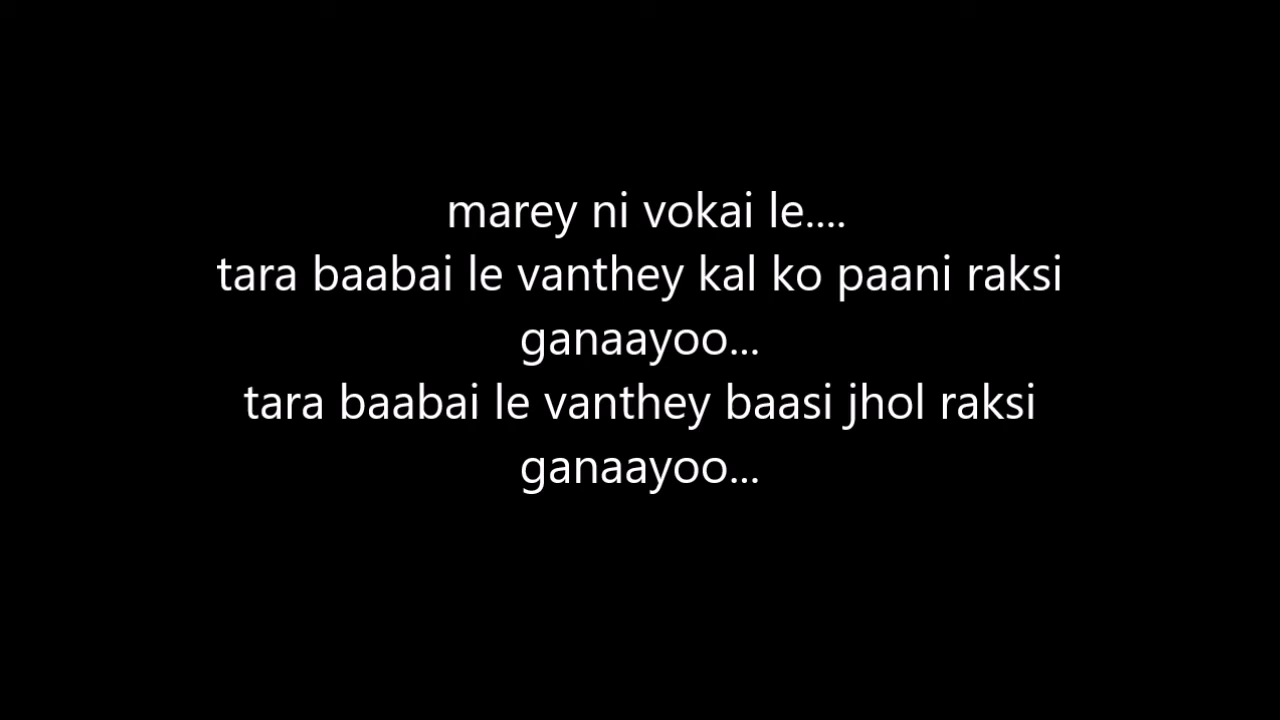 marey ni vokai le....
tara baabai le vanthey kal ko paani raksi
ganaayoo...
tara baabai le vanthey baasi jhol raksi
ganaayoo...